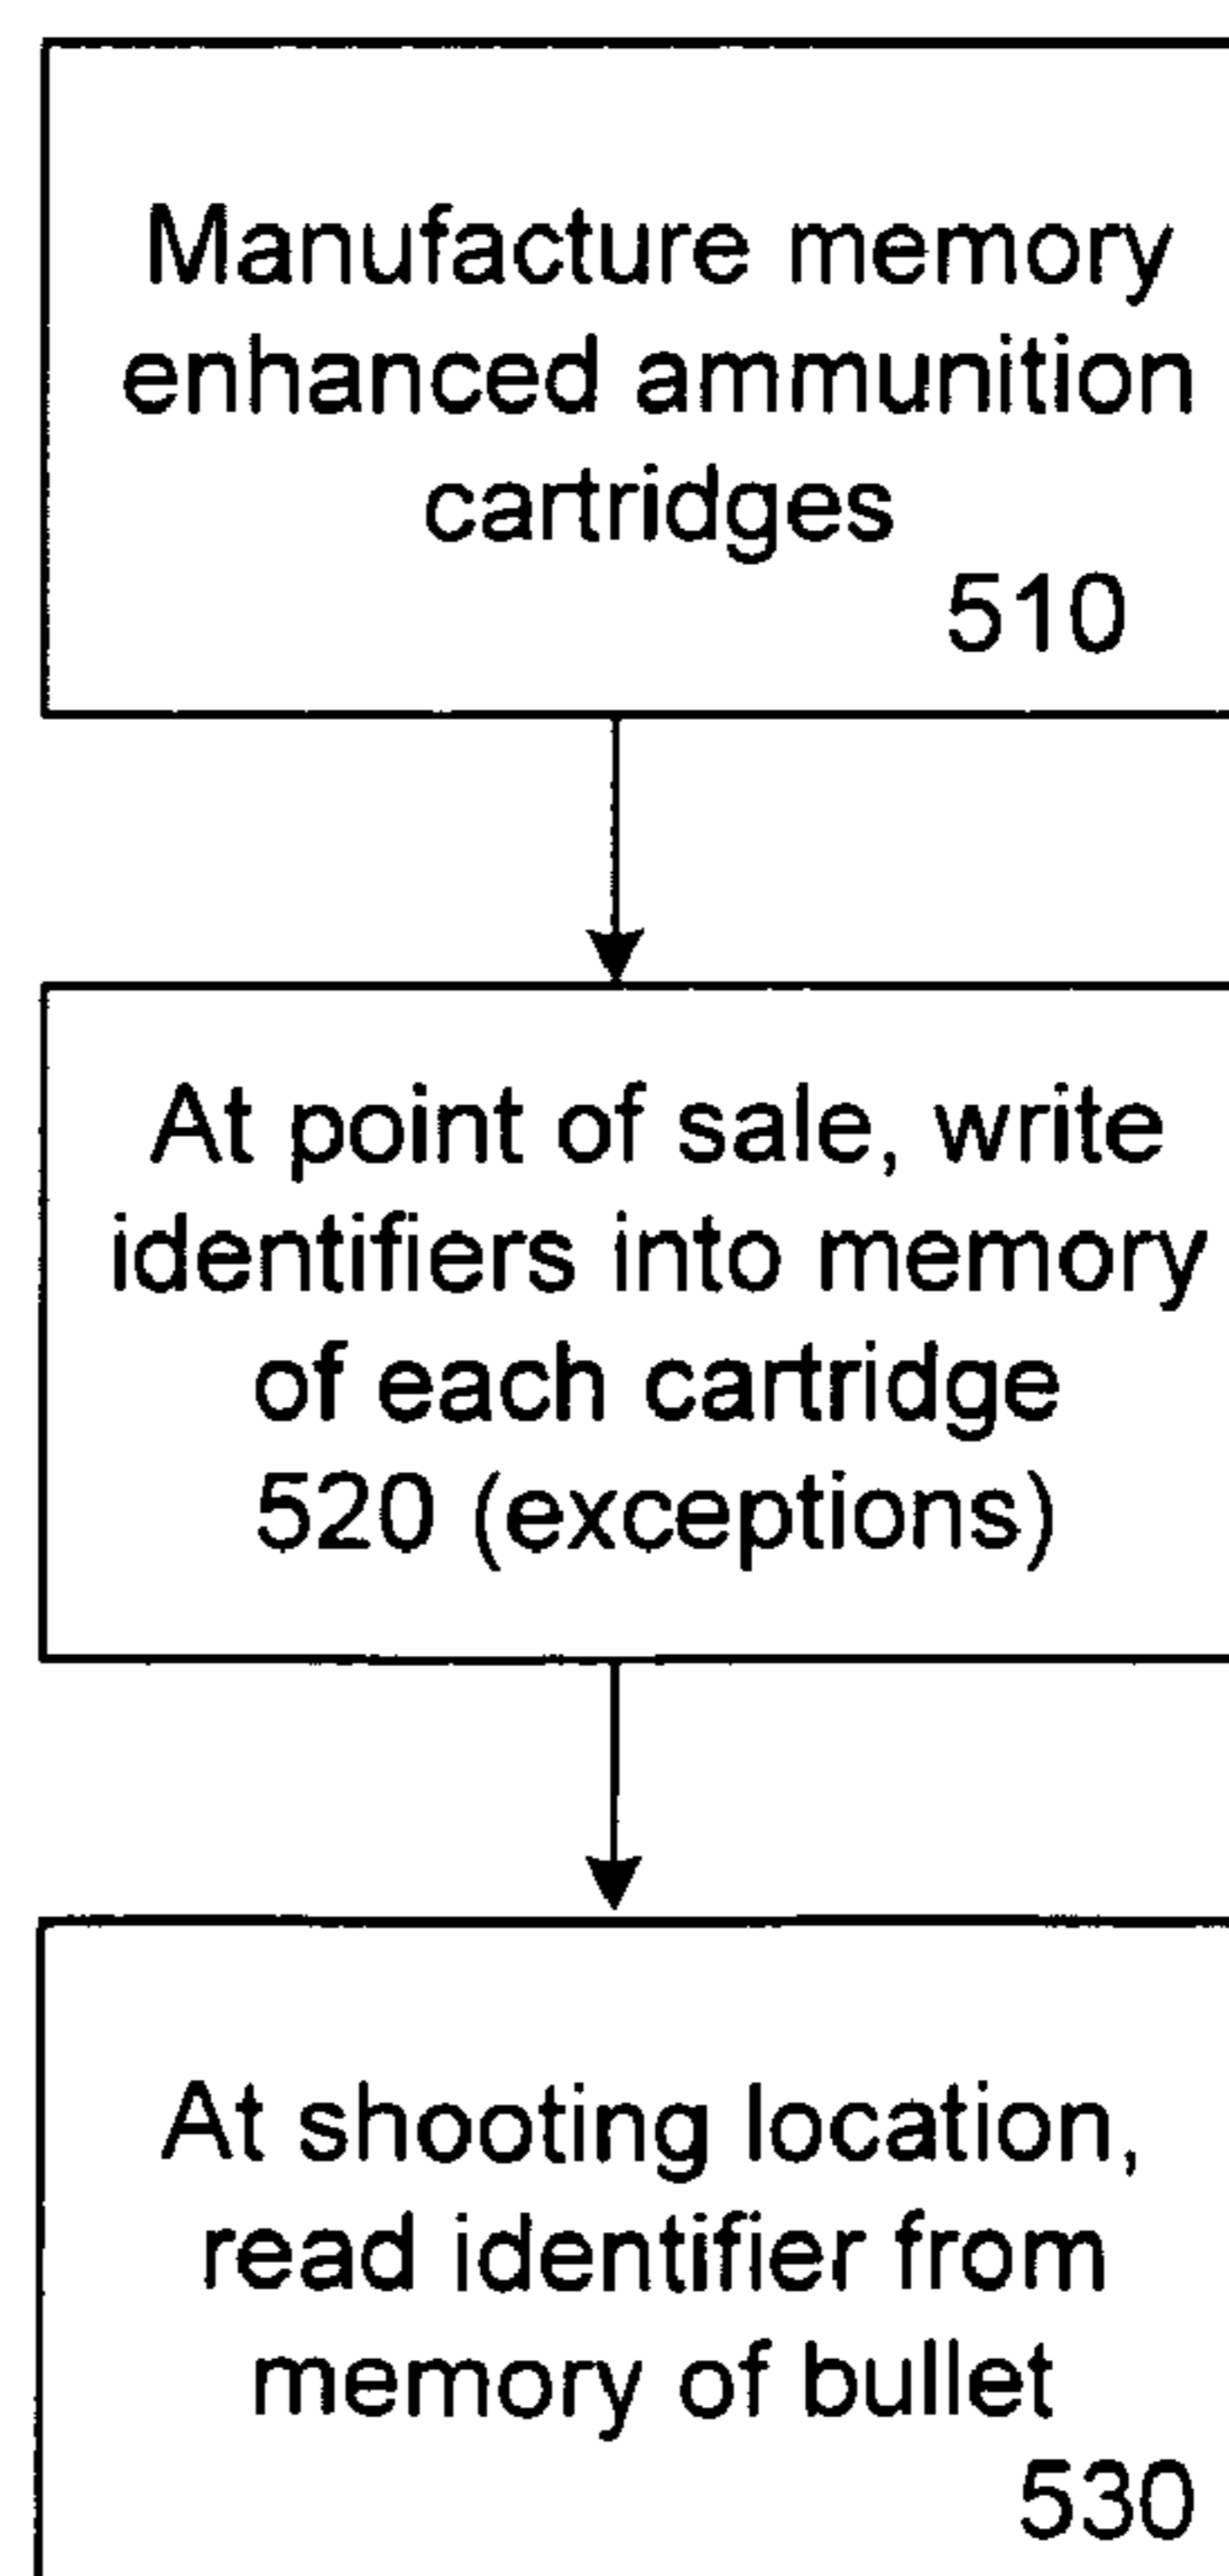 Manufacture memory
enhanced ammunition
cartridges
510
At point of sale, write
identifiers into memory
of each cartridge
520 (exceptions)
At shooting location,
read identifier from
memory of bullet
530